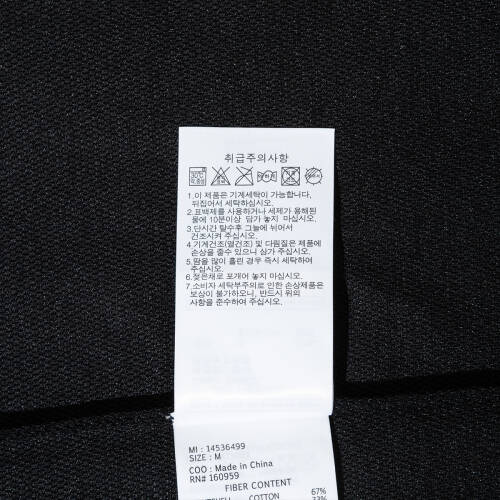 취급주의사항
30℃
1.이 제품은 기계세탁이 가능합니다,
뒤집어서 세탁하십시오.
2.표백제를 사용하거나 세제가 용해된
물에 10분이상 담가 놓지 마십시오.
3.단시간 탈수후 그늘에 뉘어서
건조시켜 주십시오.
4.기계건조(열건조) 및 다림질은 제품에
손상을 줄수 있으니 삼가 주십시오.
5.땀을 많이 흘린 경우 즉시 세탁하여
주십시오.
6.젖은채로 포개어 놓지 마십시오.
7.소비자 세탁부주의로 인한 손상제품은
보상이 불가하오니, 반드시 위의
사항을 준수하여 주십시오.
MI : 14536499
SIZE : M
COO : Made in China
RN# 160959
FIBER CONTENT
67%
COTTON 33%